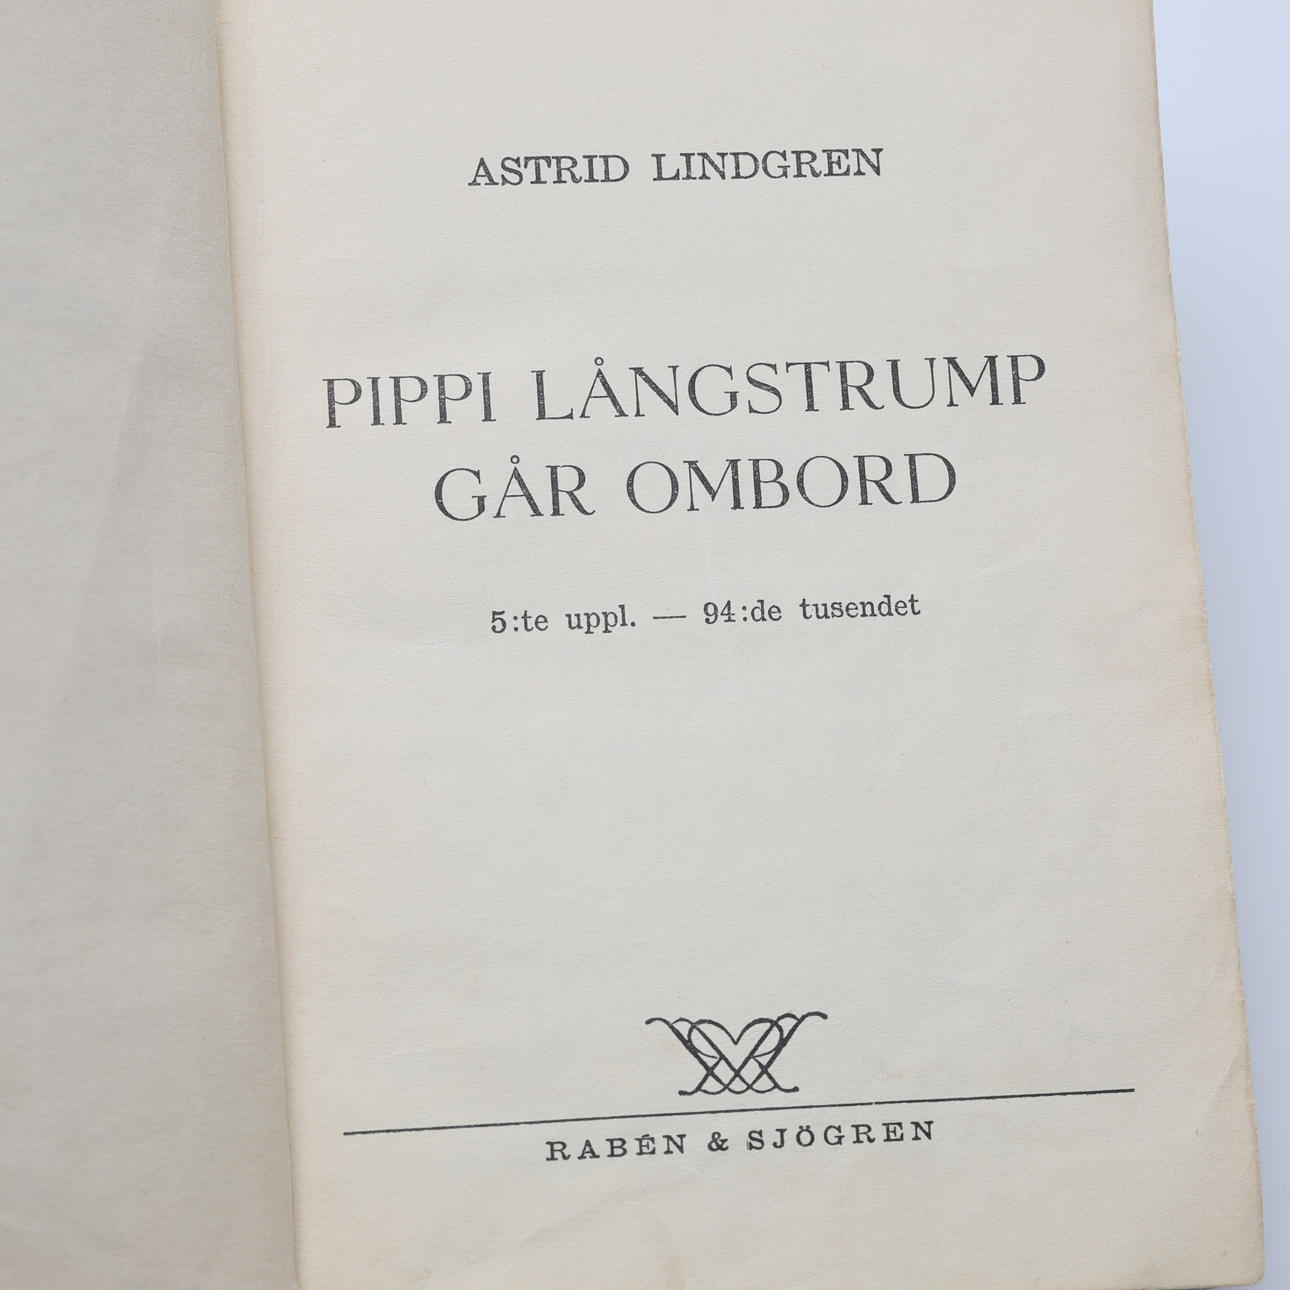 ASTRID LINDGREN
PIPPI LÅNGSTRUMP
GÅR OMBORD
5:te uppl. — 94:de tusendet
RABÉN & SJÖGREN